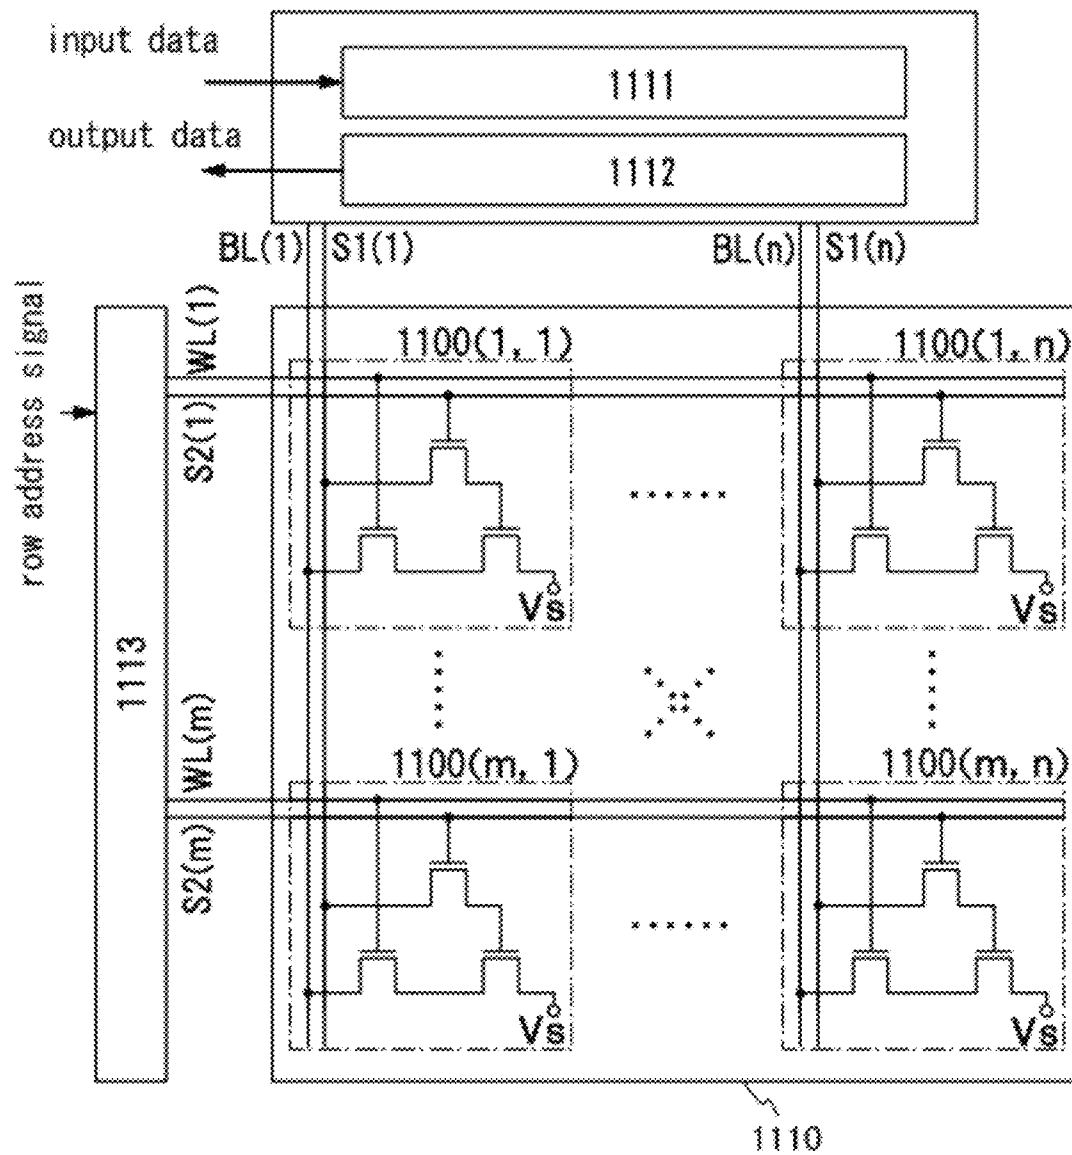 input data
1111
output data
1112
BL(1) S1(1) BL(n) S1(n)
row address signal
1113
WL(1)
S2(1)
1100(1, 1) 1100(1, n)
Vs Vs
WL(m)
S2(m)
1100(m, 1) 1100(m, n)
Vs Vs
1110